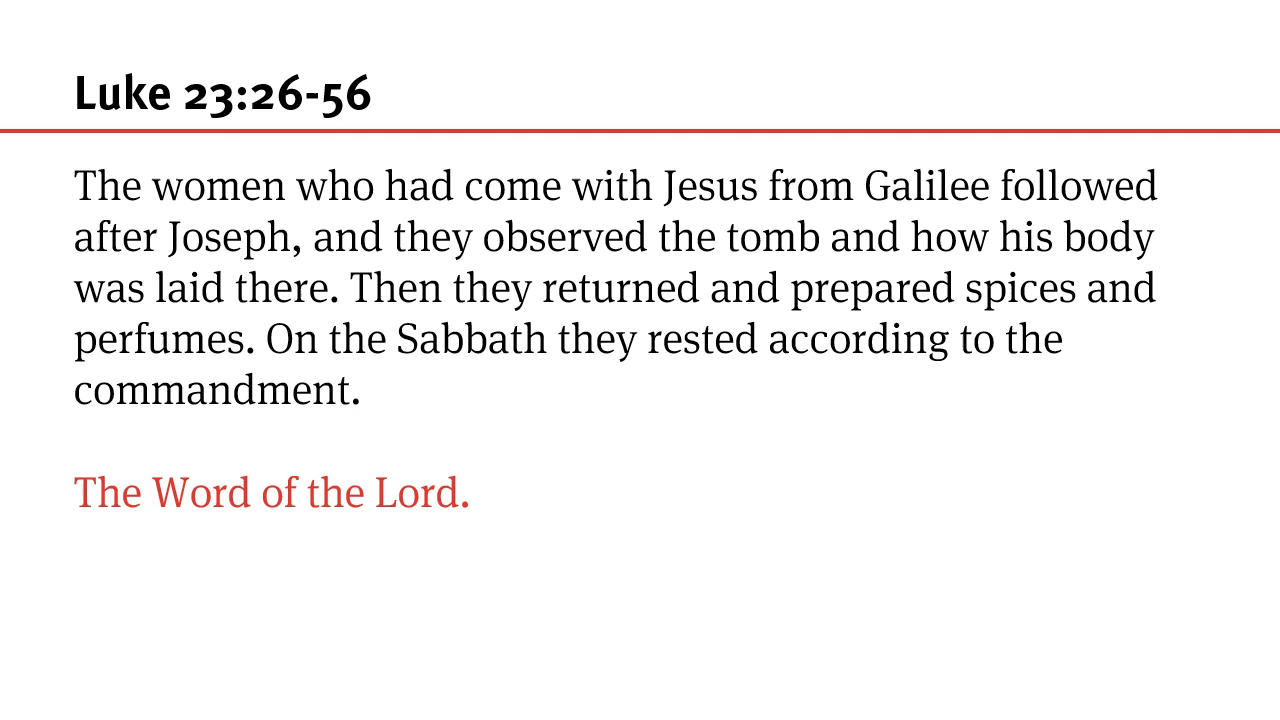 Luke 23:26-56
The women who had come with Jesus from Galilee followed
after Joseph, and they observed the tomb and how his body
was laid there. Then they returned and prepared spices and
perfumes. On the Sabbath they rested according to the
commandment.
The Word of the Lord.